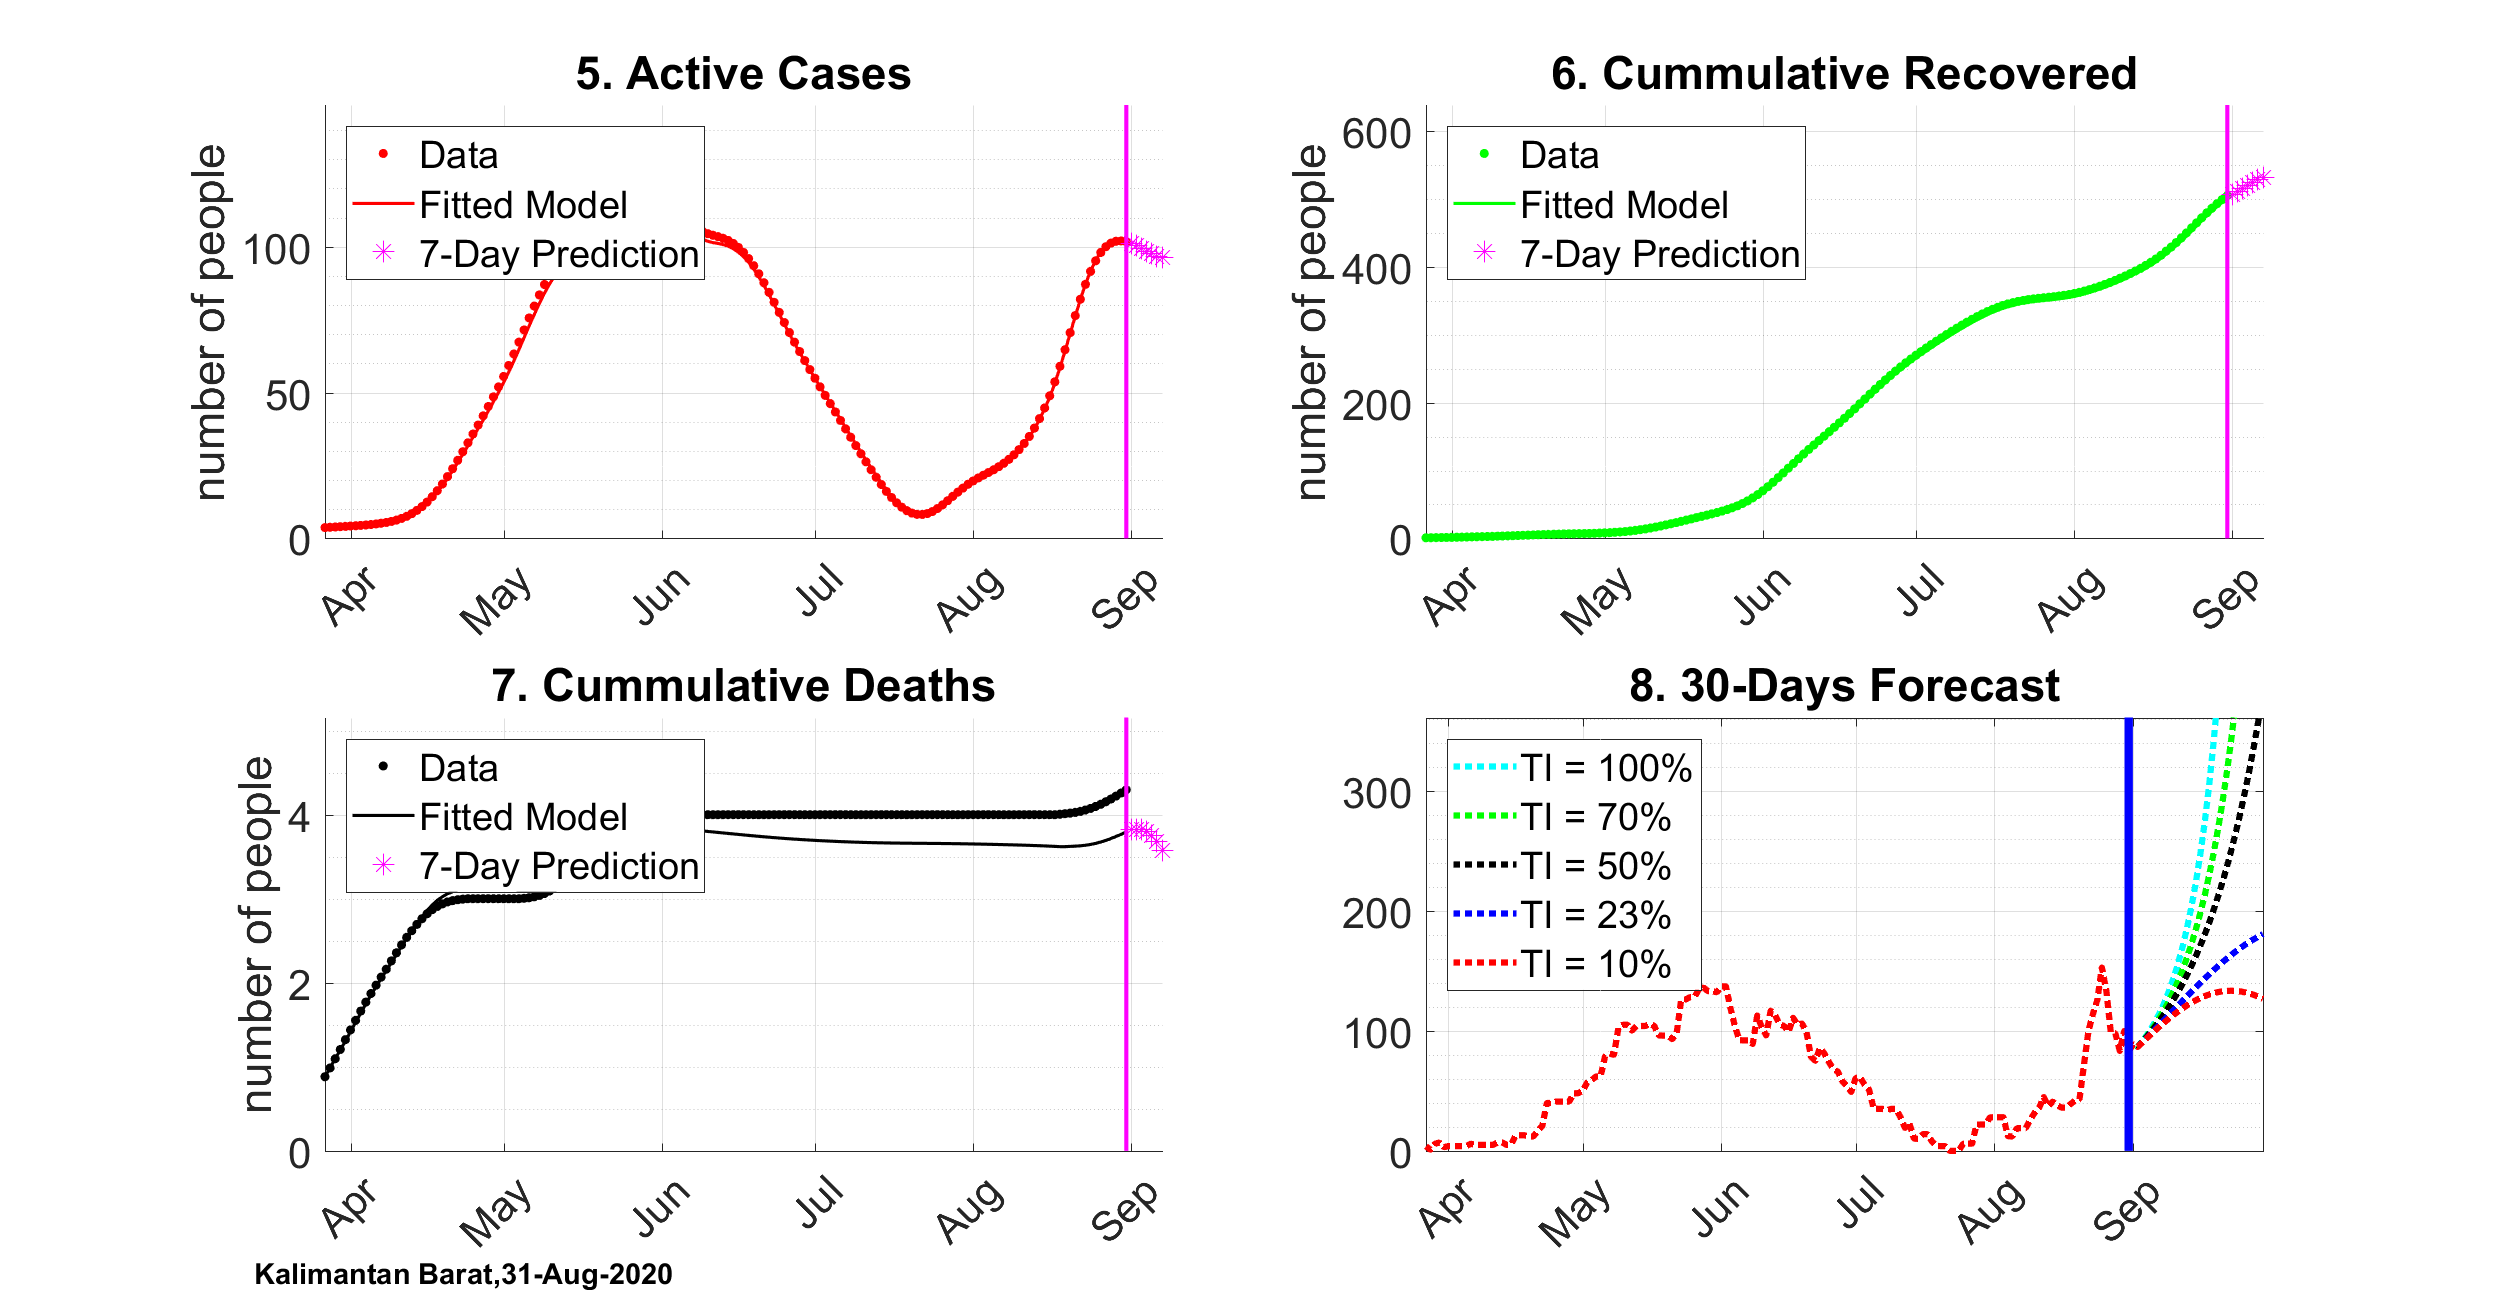 5. Active Cases
number of people
100
50
0
Data
Fitted Model
7-Day Prediction
Apr
May
Jun
Jul
Aug
Sep
6. Cummulative Recovered
number of people
600
400
200
0
Data
Fitted Model
7-Day Prediction
Apr
May
Jun
Jul
Aug
Sep
7. Cummulative Deaths
number of people
4
2
0
Data
Fitted Model
7-Day Prediction
Apr
May
Jun
Jul
Aug
Sep
8. 30-Days Forecast
300
200
100
0
TI = 100%
TI = 70%
TI = 50%
TI = 23%
TI = 10%
Apr
May
Jun
Jul
Aug
Sep
Kalimantan Barat,31-Aug-2020